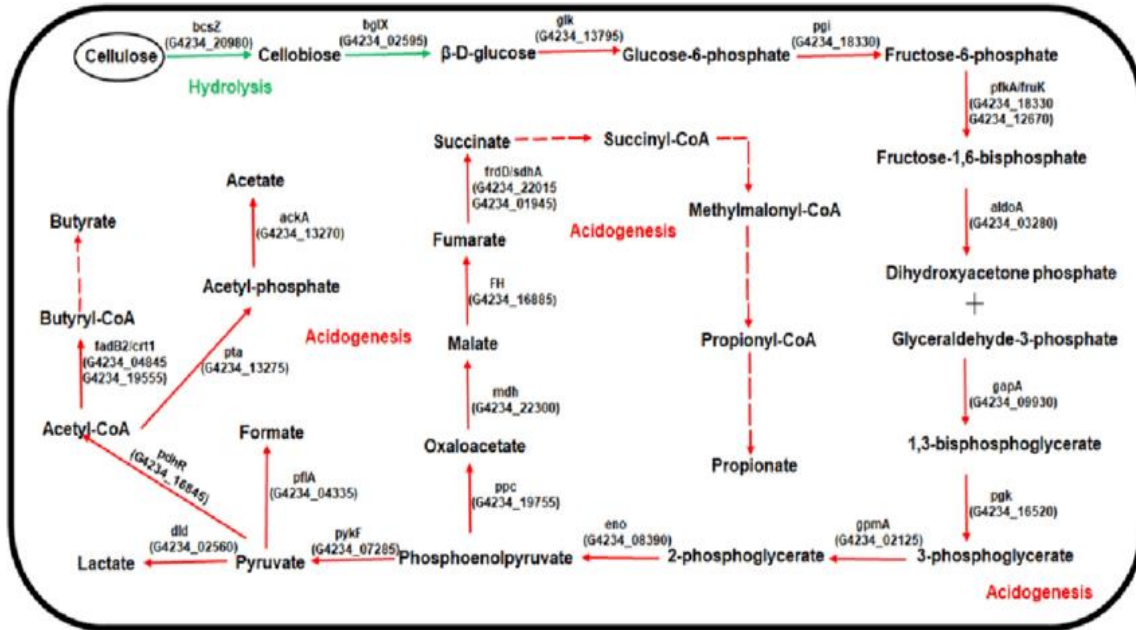 bcsZ
(G4234_20980)
bglX
(G4234_02595)
glk
(G4234_13795)
pgi
(G4234_18330)
Cellulose
Cellobiose
β-D-glucose
Glucose-6-phosphate
Fructose-6-phosphate
Hydrolysis
pfkA/fruK
(G4234_18330
G4234_12670)
Succinate
Succinyl-CoA
Fructose-1,6-bisphosphate
frdD/sdhA
(G4234_22015
G4234_01945)
Acetate
Methylmalonyl-CoA
aldoA
(G4234_03280)
Butyrate
ackA
(G4234_13270)
Fumarate
Acidogenesis
Dihydroxyacetone phosphate
+
Glyceraldehyde-3-phosphate
Acetyl-phosphate
FH
(G4234_16885)
Butyryl-CoA
Acidogenesis
Malate
Propionyl-CoA
fadB2/crt1
(G4234_04845
G4234_19555)
pta
(G4234_13275)
mdh
(G4234_22300)
gapA
(G4234_09930)
Acetyl-CoA
Formate
Oxaloacetate
1,3-bisphosphoglycerate
Propionate
pdhR
(G4234_16845)
pflA
(G4234_04335)
ppc
(G4234_19755)
pgk
(G4234_16520)
dld
(G4234_02560)
pykF
(G4234_07285)
eno
(G4234_08390)
gpmA
(G4234_02125)
Lactate
Pyruvate
Phosphoenolpyruvate
2-phosphoglycerate
3-phosphoglycerate
Acidogenesis